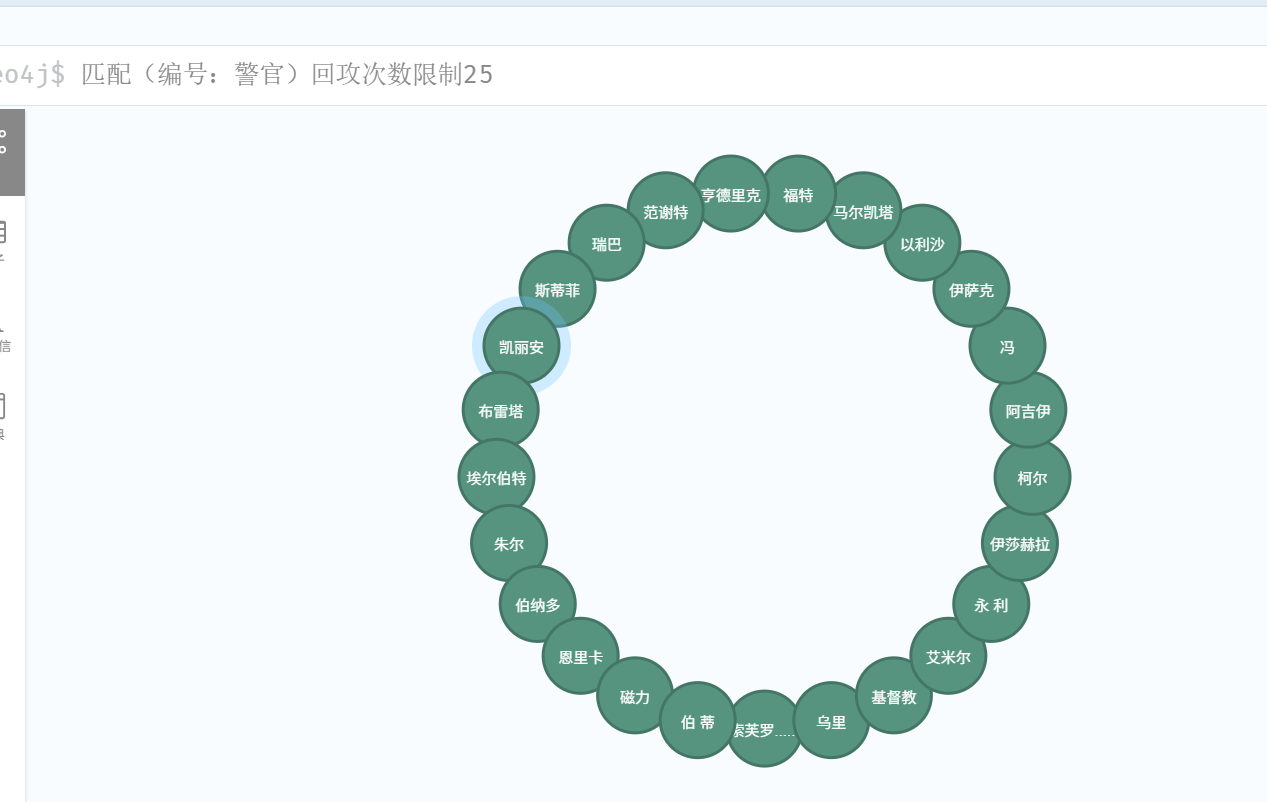 eo4j$ 匹配（编号：警官）回攻次数限制25
亨德里克
福特
范谢特
马尔凯塔
瑞巴
以利沙
斯蒂菲
伊萨克
凯丽安
冯
布雷塔
阿吉伊
埃尔伯特
柯尔
朱尔
伊莎赫拉
伯纳多
永 利
恩里卡
艾米尔
磁力
基督教
伯 蒂
索芙罗.....
乌里
信